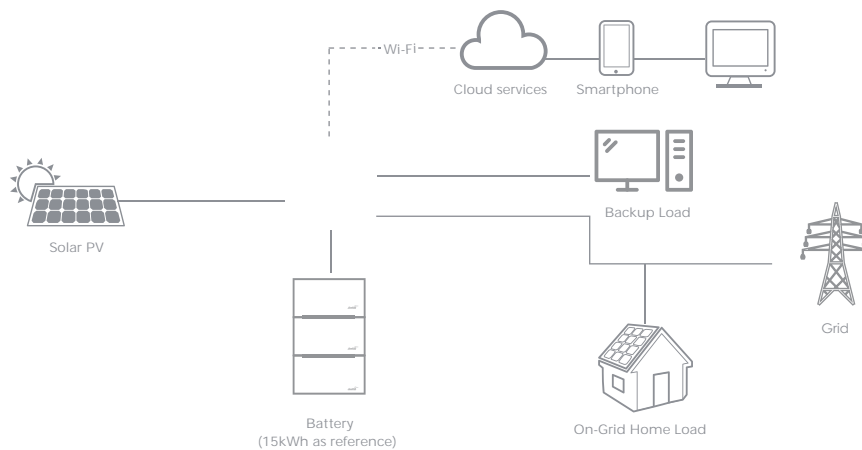 Wi-Fi
Cloud services
Smartphone
Backup Load
Solar PV
Grid
Battery
(15kWh as reference)
On-Grid Home Load